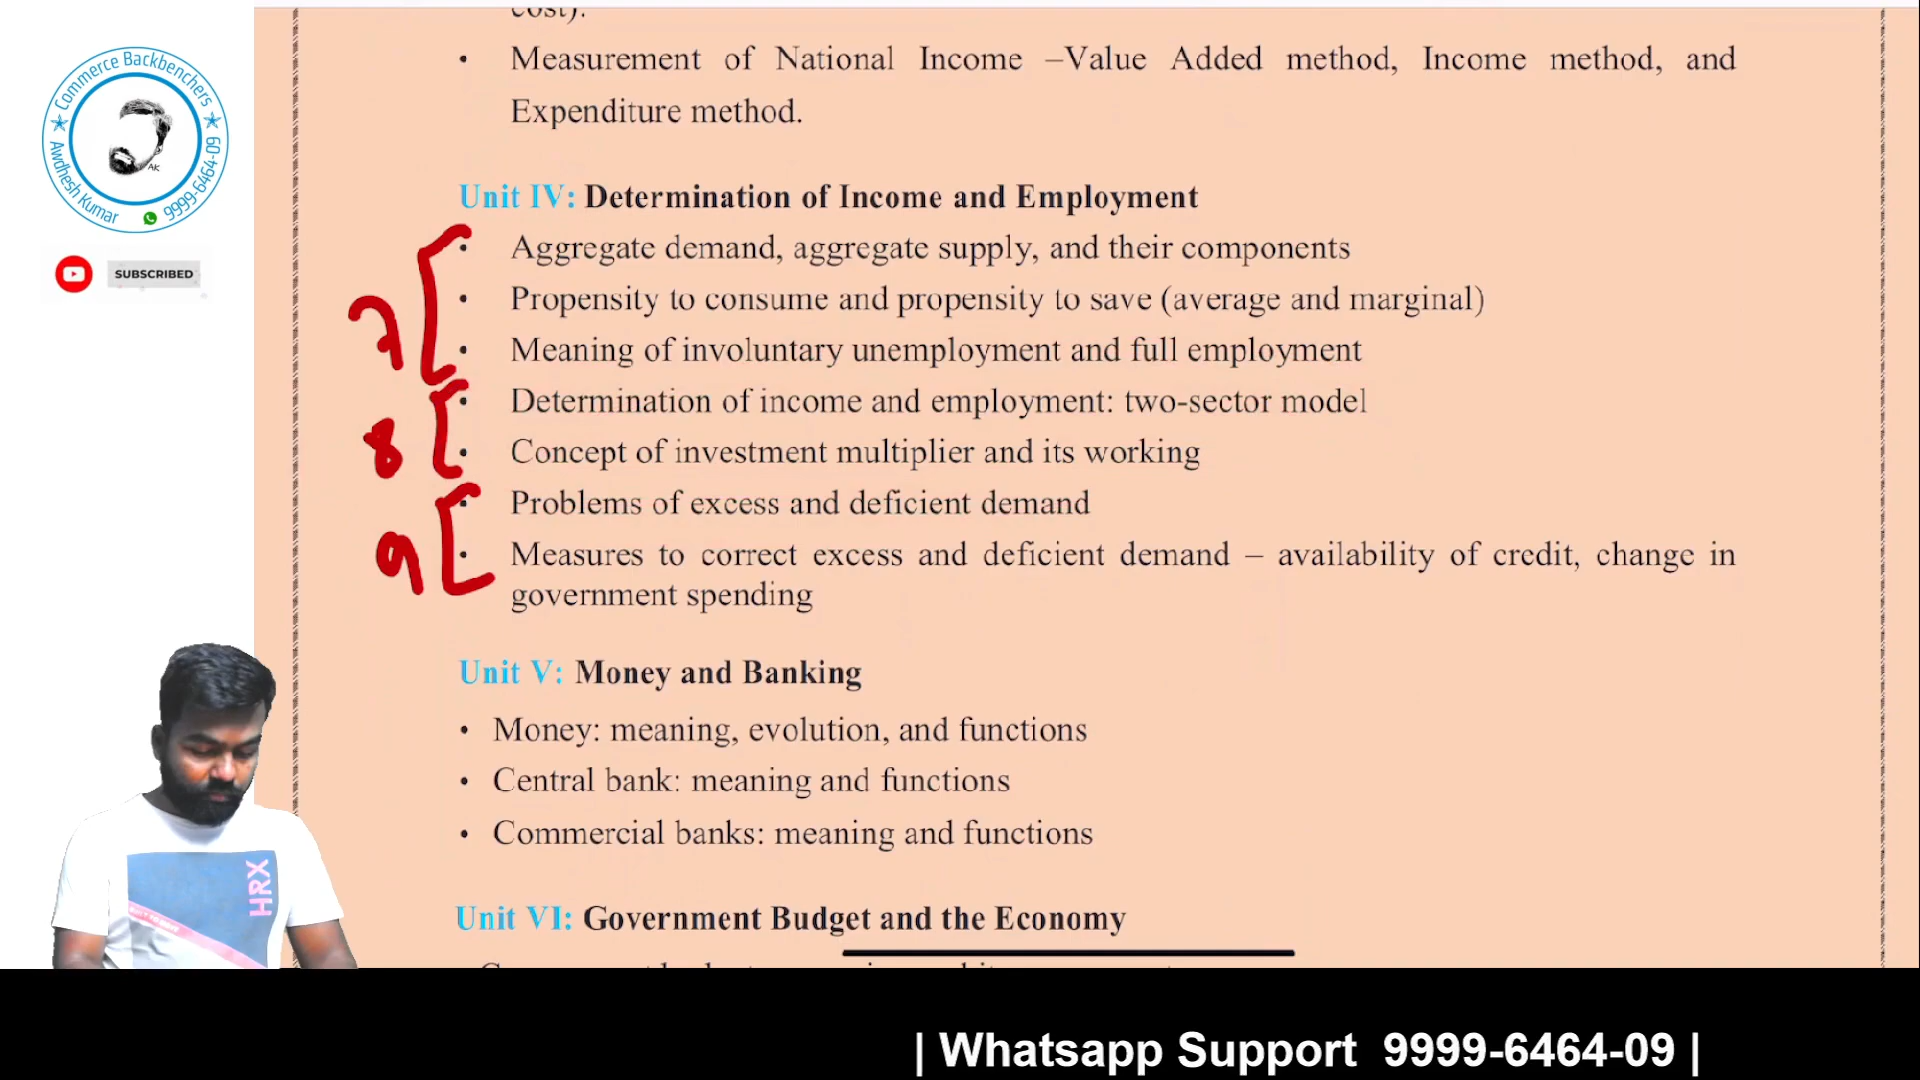 cost).
• Measurement of National Income –Value Added method, Income method, and
Expenditure method.
Unit IV: Determination of Income and Employment
• Aggregate demand, aggregate supply, and their components
• Propensity to consume and propensity to save (average and marginal)
• Meaning of involuntary unemployment and full employment
7
• Determination of income and employment: two-sector model
• Concept of investment multiplier and its working
8
• Problems of excess and deficient demand
• Measures to correct excess and deficient demand – availability of credit, change in
government spending
9
Unit V: Money and Banking
• Money: meaning, evolution, and functions
• Central bank: meaning and functions
• Commercial banks: meaning and functions
Unit VI: Government Budget and the Economy
Commerce Backbenchers
Awdhesh Kumar
9999-6464-09
AK
SUBSCRIBED
HRX
| Whatsapp Support 9999-6464-09 |